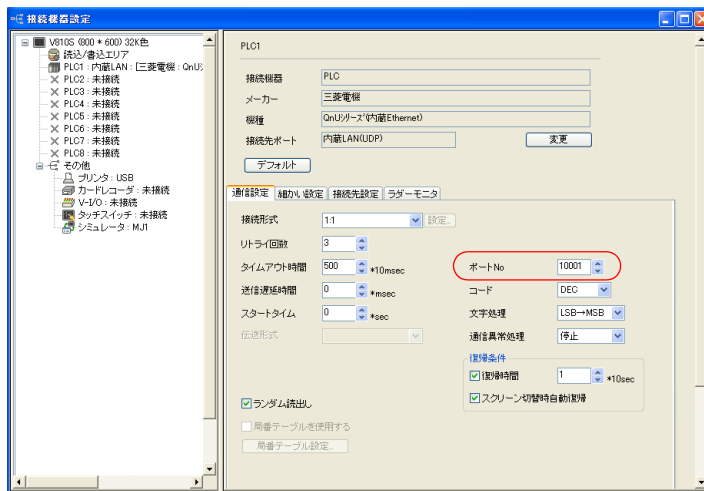 接続機器設定
V810S (800 * 600) 32K色
読込/書込エリア
PLC1 : 内蔵LAN : [三菱電機 : QnUｼ
PLC2 : 未接続
PLC3 : 未接続
PLC4 : 未接続
PLC5 : 未接続
PLC6 : 未接続
PLC7 : 未接続
PLC8 : 未接続
その他
プリンタ : USB
カードレコーダ : 未接続
V-I/O : 未接続
タッチスイッチ : 未接続
シミュレータ : MJ1
PLC1
接続機器 PLC
メーカー 三菱電機
機種 QnUｼﾘｰｽﾞ(内蔵Ethernet)
接続先ポート 内蔵LAN(UDP) 変更
デフォルト
通信設定 細かい設定 接続先設定 ラダーモニタ
接続形式 1:1 設定...
リトライ回数 3
タイムアウト時間 500 *10msec ポートNo 10001
送信遅延時間 0 *msec コード DEC
スタートタイム 0 *sec 文字処理 LSB→MSB
伝送形式 通信異常処理 停止
復帰条件
復帰時間 1 *10sec
スクリーン切替時自動復帰
ランダム読出し
局番テーブルを使用する
局番テーブル設定...